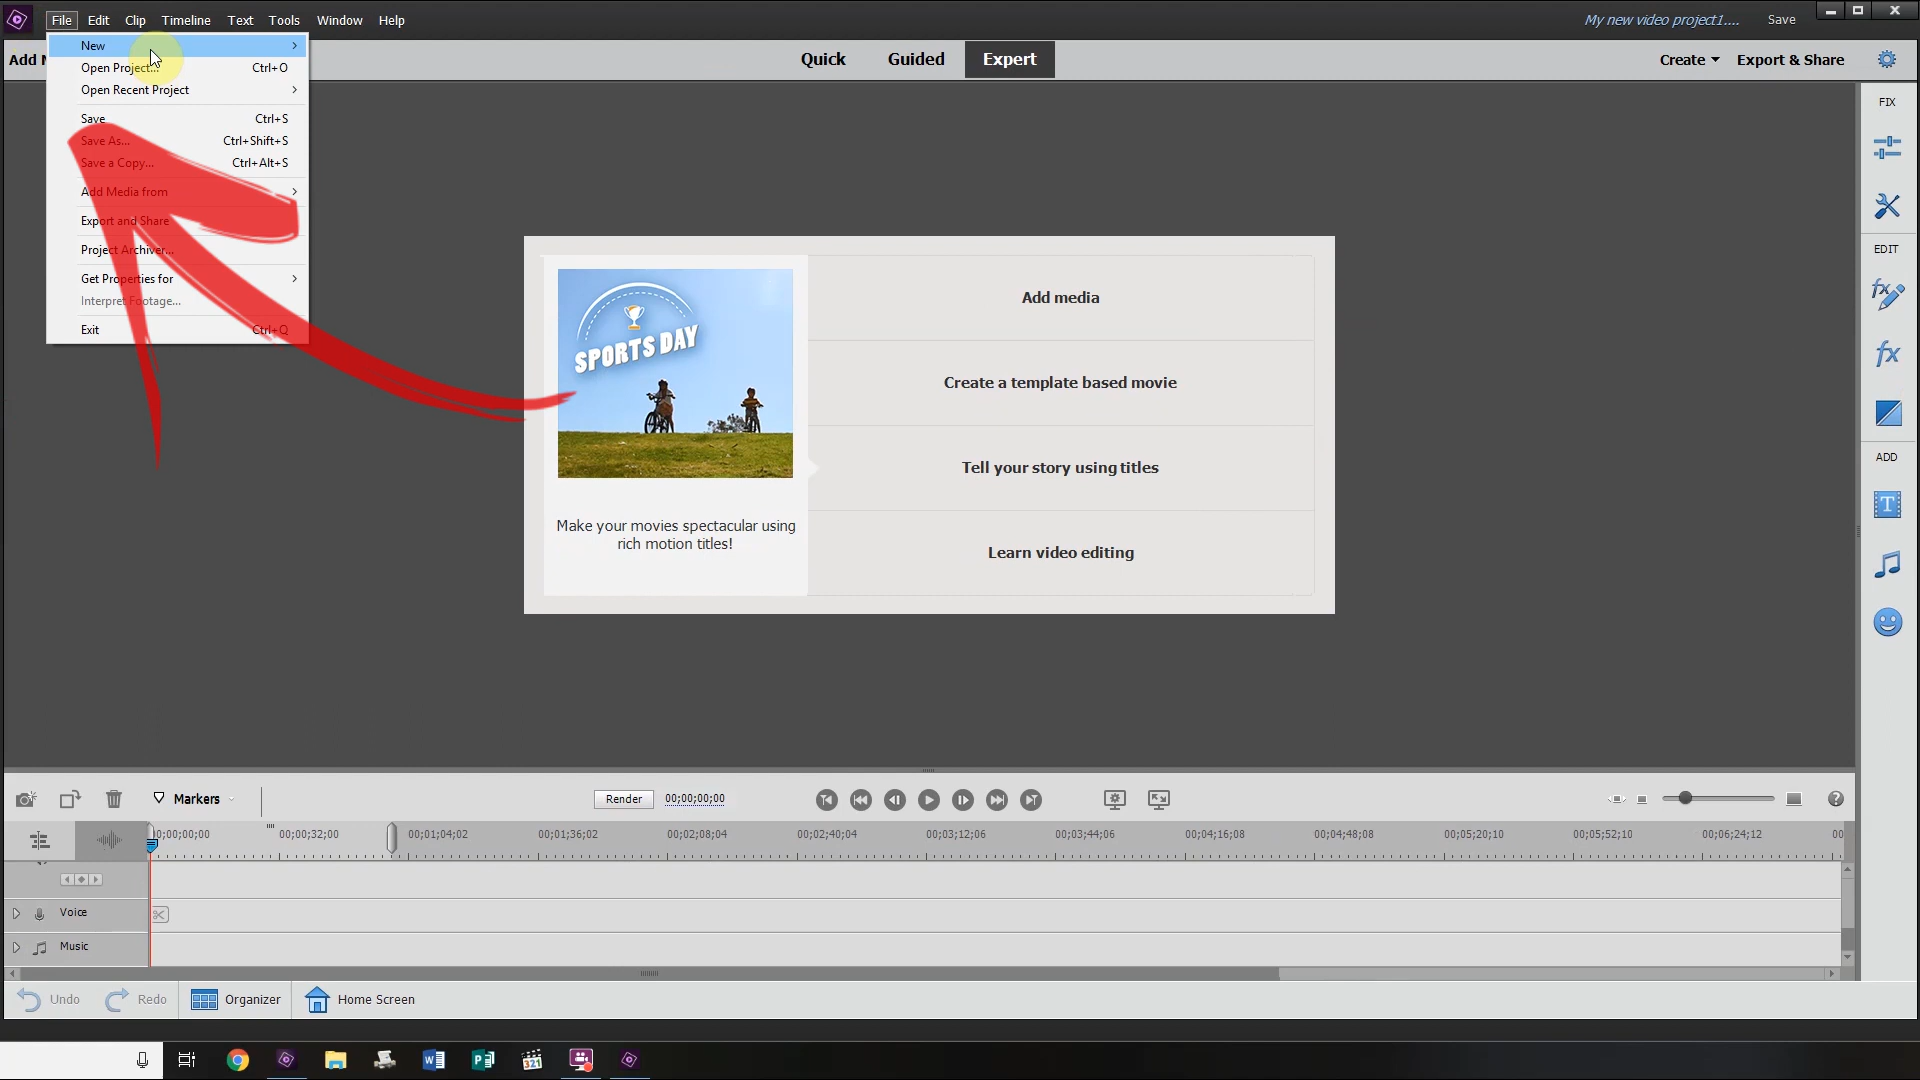 File Edit Clip Timeline Text Tools Window Help
My new video project1.... Save
Add M
Quick Guided Expert
Create Export & Share
New
Open Project... Ctrl+O
Open Recent Project
Save Ctrl+S
Save As... Ctrl+Shift+S
Save a Copy... Ctrl+Alt+S
Add Media from
Export and Share
Project Archiver...
Get Properties for
Interpret Footage...
Exit Ctrl+Q
SPORTS DAY
Make your movies spectacular using
rich motion titles!
Add media
Create a template based movie
Tell your story using titles
Learn video editing
FIX
EDIT
fx
fx
ADD
T
Markers
Render 00;00;00;00
?
00;00;00;00 00;00;32;00 00;01;04;02 00;01;36;02 00;02;08;04 00;02;40;04 00;03;12;06 00;03;44;06 00;04;16;08 00;04;48;08 00;05;20;10 00;05;52;10 00;06;24;12 00
Voice
Music
Undo Redo Organizer Home Screen
321